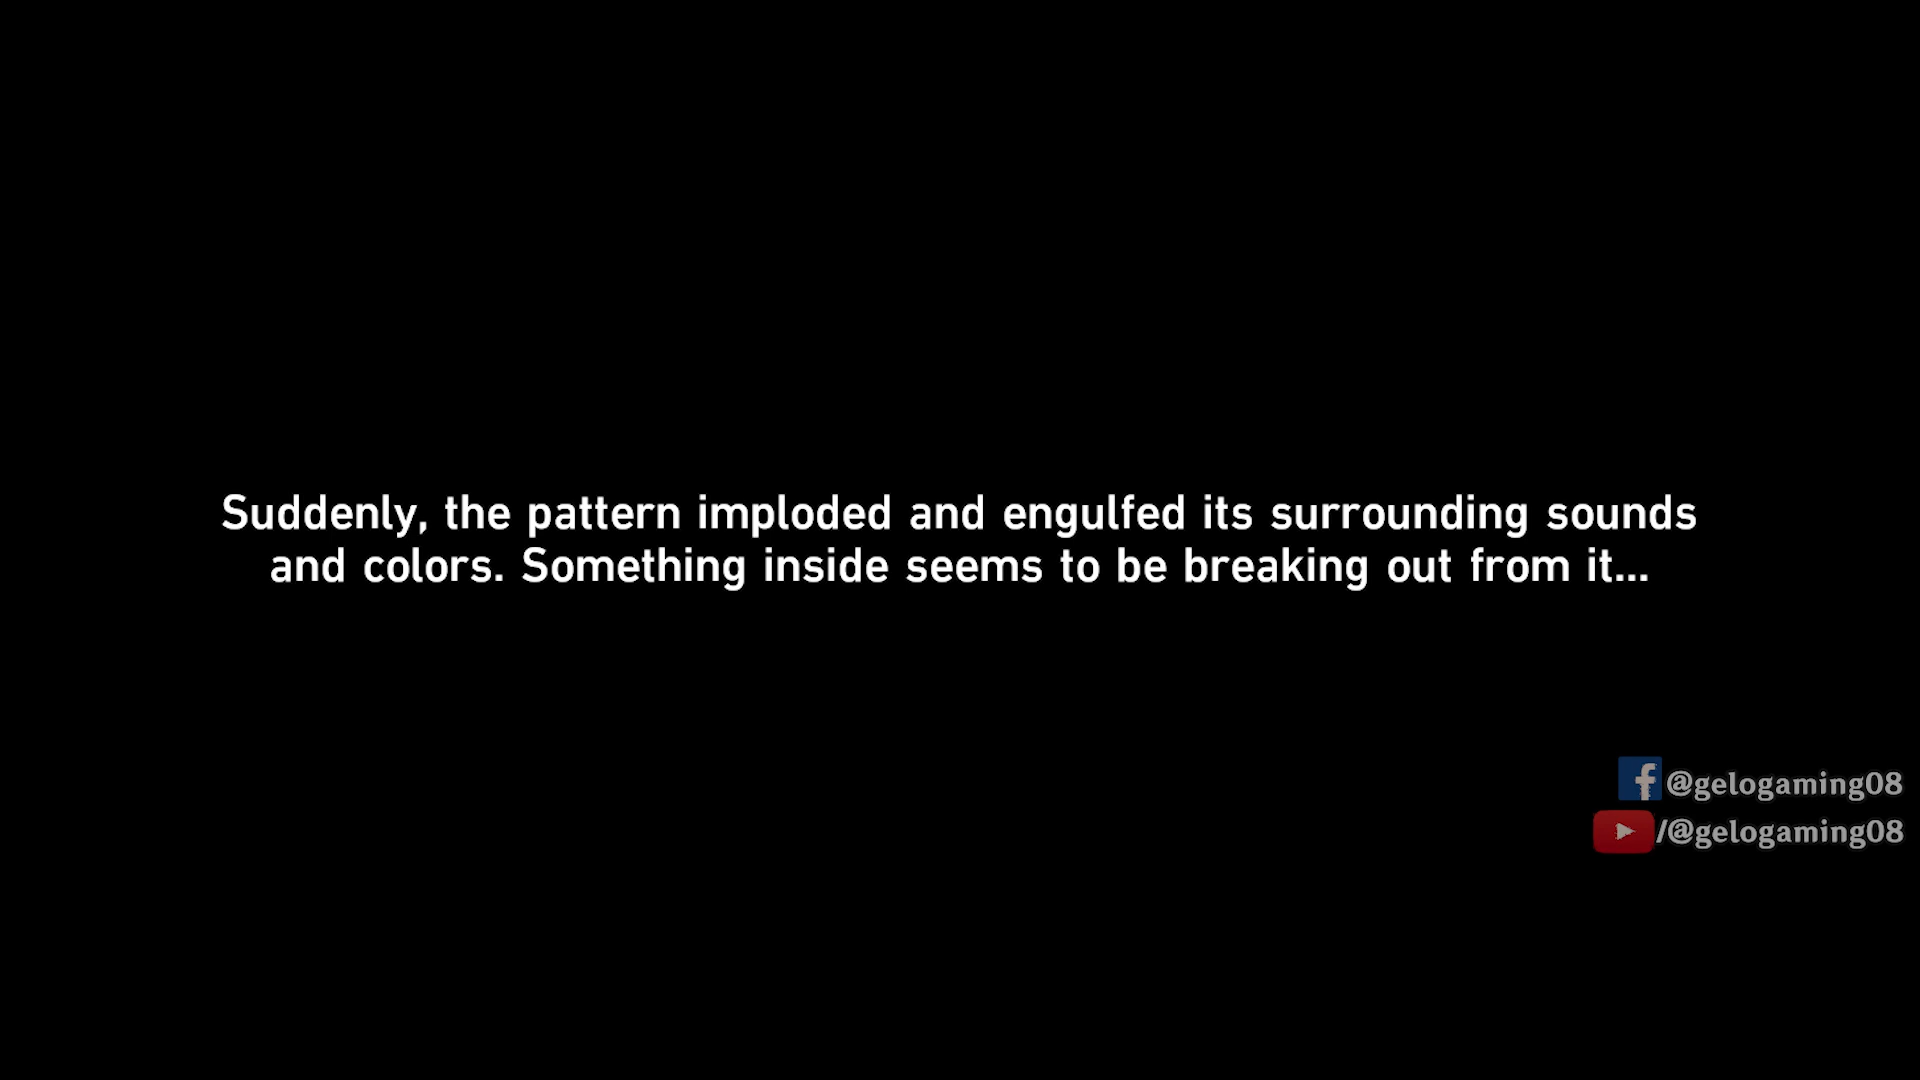 Suddenly, the pattern imploded and engulfed its surrounding sounds
and colors. Something inside seems to be breaking out from it...
@gelogaming08
/@gelogaming08